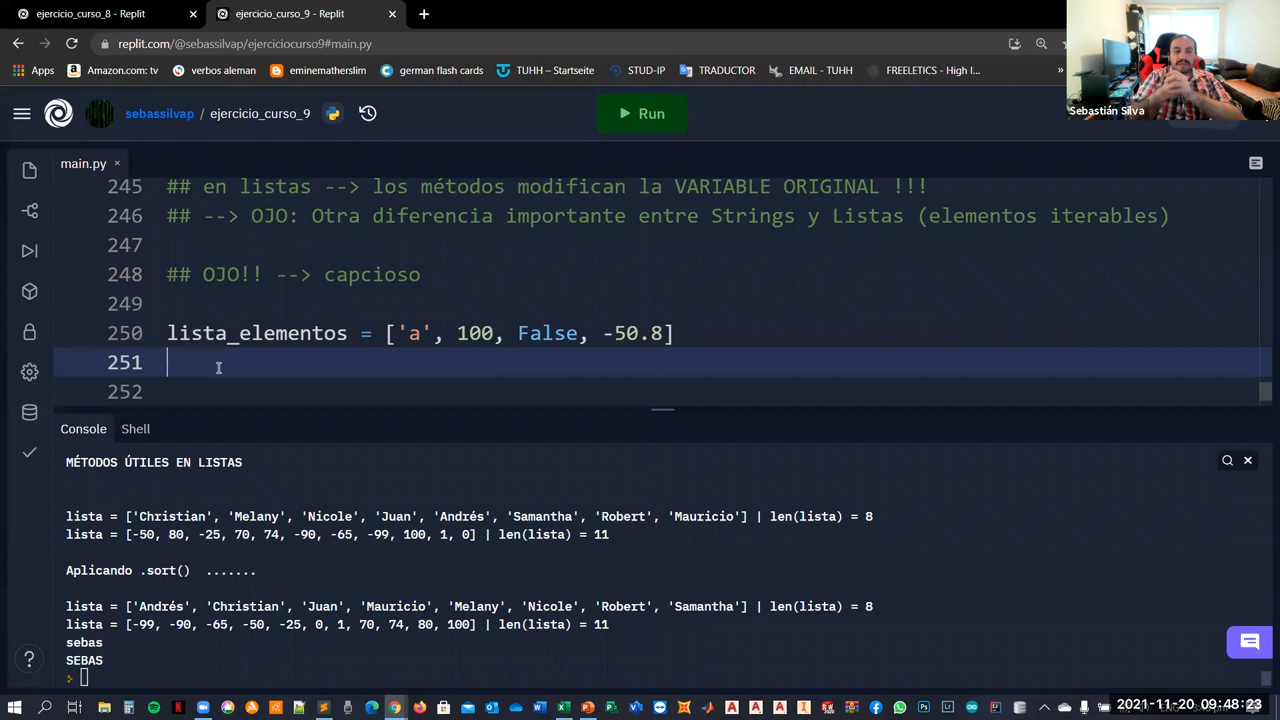 ejercicio_curso_8 - Replit
ejercicio_curso_9 - Replit
replit.com/@sebassilvap/ejerciciocurso9#main.py
Apps
Amazon.com: tv
verbos aleman
eminemathersllm
german flashcards
TUHH – Startseite
STUD-IP
TRADUCTOR
EMAIL - TUHH
FREELETICS – High I...
»
Sebastián Silva
sebassilvap / ejercicio_curso_9
Run
main.py
245 ## en listas --> los métodos modifican la VARIABLE ORIGINAL !!!
246 ## --> OJO: Otra diferencia importante entre Strings y Listas (elementos iterables)
247
248 ## OJO!! --> capcioso
249
250 lista_elementos = ['a', 100, False, -50.8]
251
252
Console
Shell
MÉTODOS ÚTILES EN LISTAS
lista = ['Christian', 'Melany', 'Nicole', 'Juan', 'Andrés', 'Samantha', 'Robert', 'Mauricio'] | len(lista) = 8
lista = [-50, 80, -25, 70, 74, -90, -65, -99, 100, 1, 0] | len(lista) = 11
Aplicando .sort() .......
lista = ['Andrés', 'Christian', 'Juan', 'Mauricio', 'Melany', 'Nicole', 'Robert', 'Samantha'] | len(lista) = 8
lista = [-99, -90, -65, -50, -25, 0, 1, 70, 74, 80, 100] | len(lista) = 11
sebas
SEBAS
2021-11-20 09:48:23